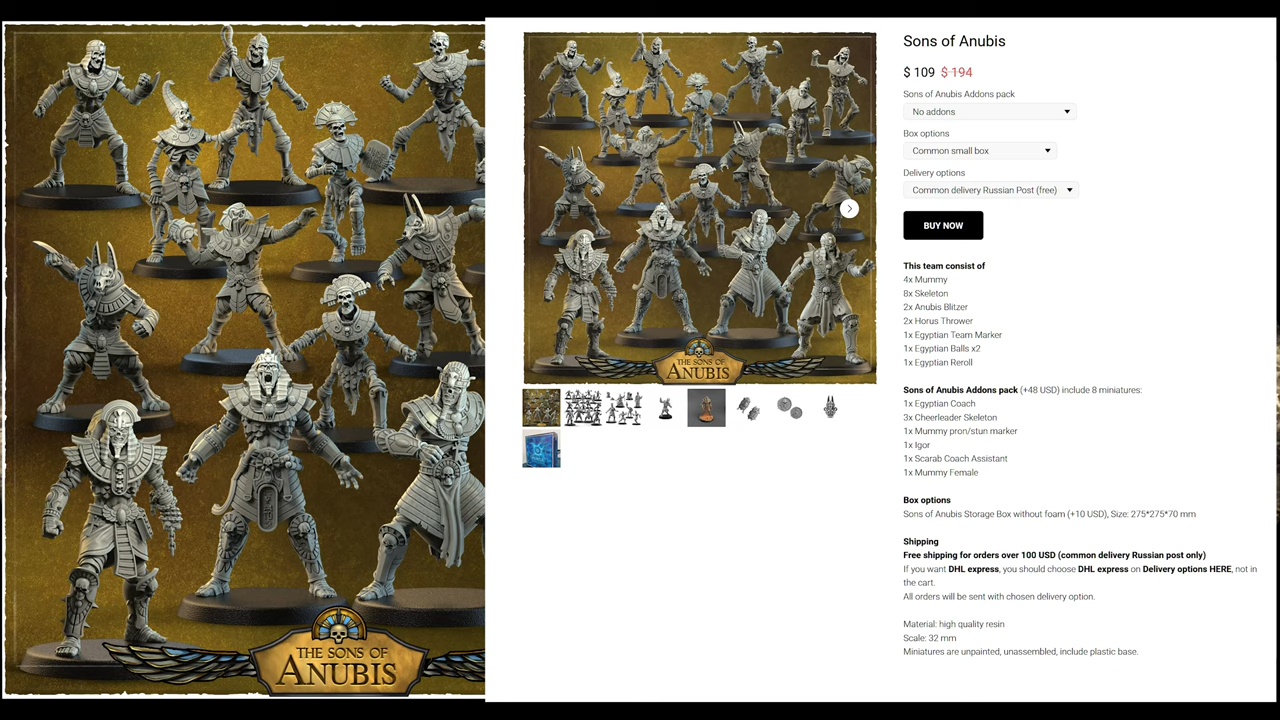 THE SONS OF
ANUBIS
THE SONS OF
ANUBIS
Sons of Anubis
$ 109 $ 194
Sons of Anubis Addons pack
No addons
Box options
Common small box
Delivery options
Common delivery Russian Post (free)
BUY NOW
This team consist of
4x Mummy
8x Skeleton
2x Anubis Blitzer
2x Horus Thrower
1x Egyptian Team Marker
1x Egyptian Balls x2
1x Egyptian Reroll
Sons of Anubis Addons pack (+48 USD) include 8 miniatures:
1x Egyptian Coach
3x Cheerleader Skeleton
1x Mummy pron/stun marker
1x Igor
1x Scarab Coach Assistant
1x Mummy Female
Box options
Sons of Anubis Storage Box without foam (+10 USD), Size: 275*275*70 mm
Shipping
Free shipping for orders over 100 USD (common delivery Russian post only)
If you want DHL express, you should choose DHL express on Delivery options HERE, not in
the cart.
All orders will be sent with chosen delivery option.
Material: high quality resin
Scale: 32 mm
Miniatures are unpainted, unassembled, include plastic base.